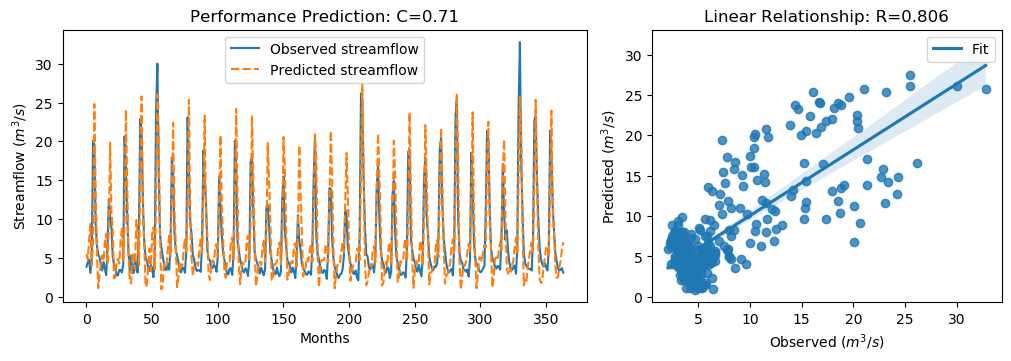 Performance Prediction: C=0.71
Observed streamflow
Predicted streamflow
Streamflow (m³/s)
30
25
20
15
10
5
0
0 50 100 150 200 250 300 350
Months
Linear Relationship: R=0.806
Fit
Predicted (m³/s)
30
25
20
15
10
5
0
5 10 15 20 25 30
Observed (m³/s)